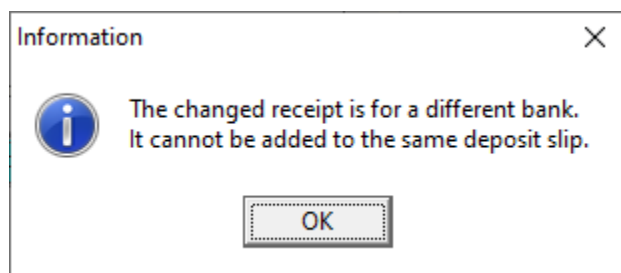 Information
The changed receipt is for a different bank.
It cannot be added to the same deposit slip.
OK